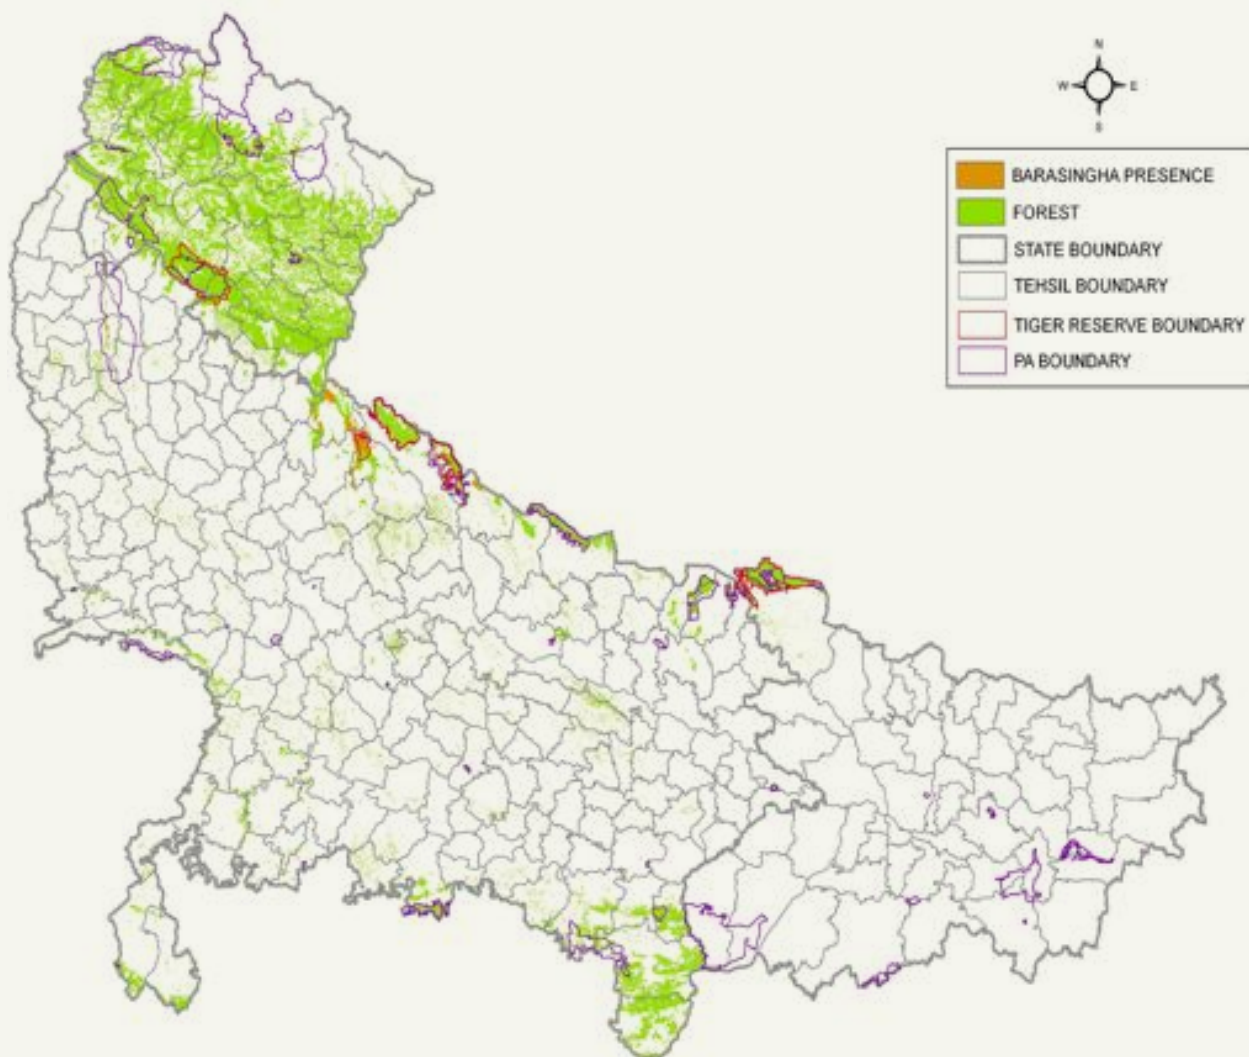 N
W E
S
BARASINGHA PRESENCE
FOREST
STATE BOUNDARY
TEHSIL BOUNDARY
TIGER RESERVE BOUNDARY
PA BOUNDARY